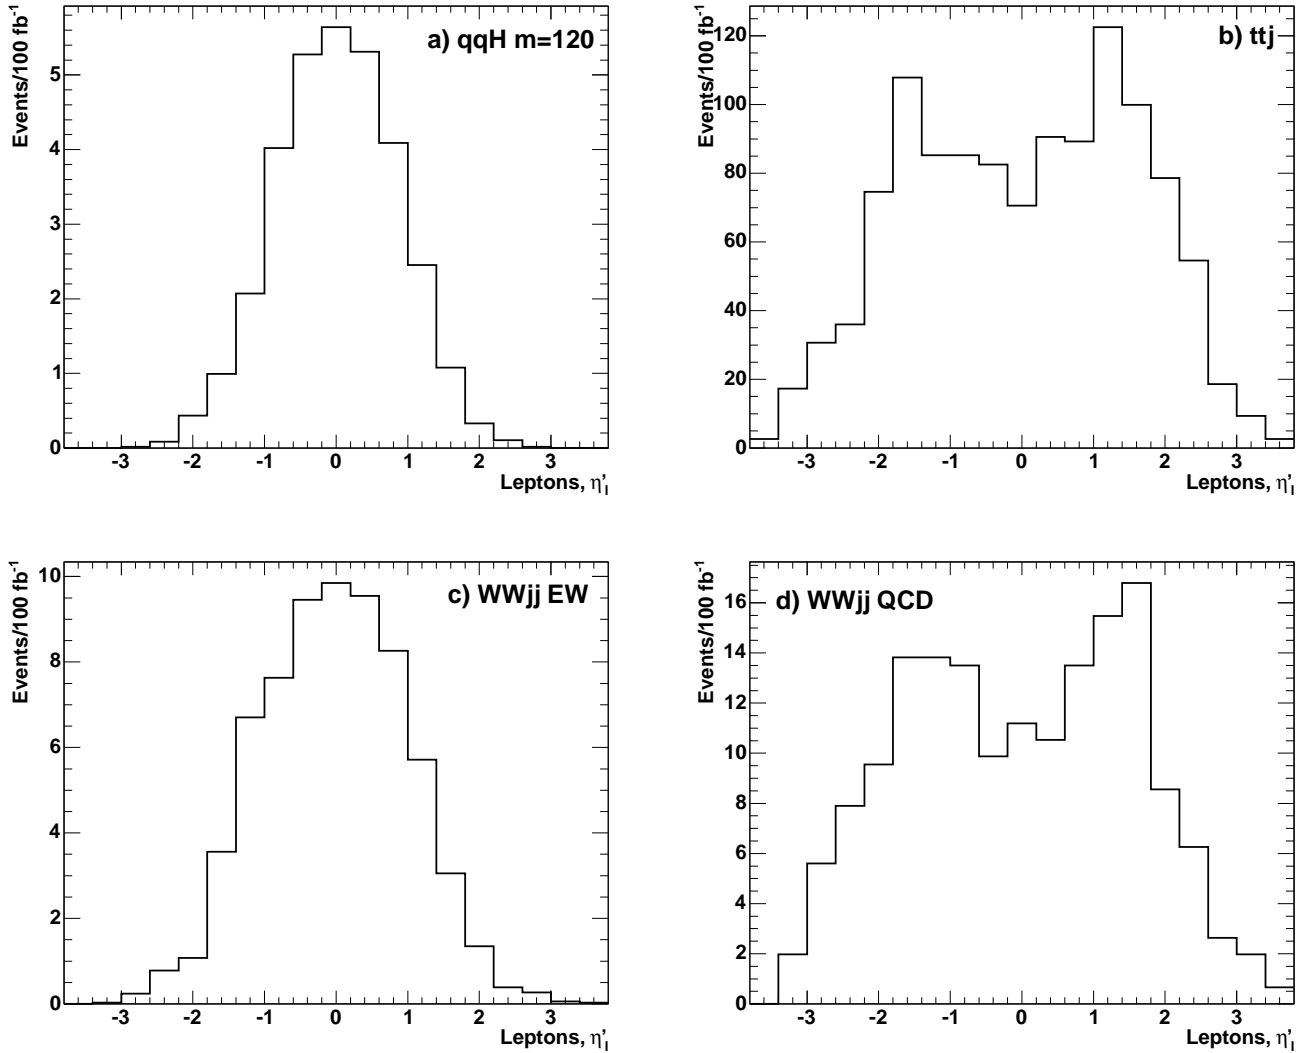 a) qqH m=120
Events/100 fb⁻¹
5
4
3
2
1
0
-3 -2 -1 0 1 2 3
Leptons, η'ₗ
b) ttj
Events/100 fb⁻¹
120
100
80
60
40
20
0
-3 -2 -1 0 1 2 3
Leptons, η'ₗ
c) WWjj EW
Events/100 fb⁻¹
10
8
6
4
2
0
-3 -2 -1 0 1 2 3
Leptons, η'ₗ
d) WWjj QCD
Events/100 fb⁻¹
16
14
12
10
8
6
4
2
0
-3 -2 -1 0 1 2 3
Leptons, η'ₗ